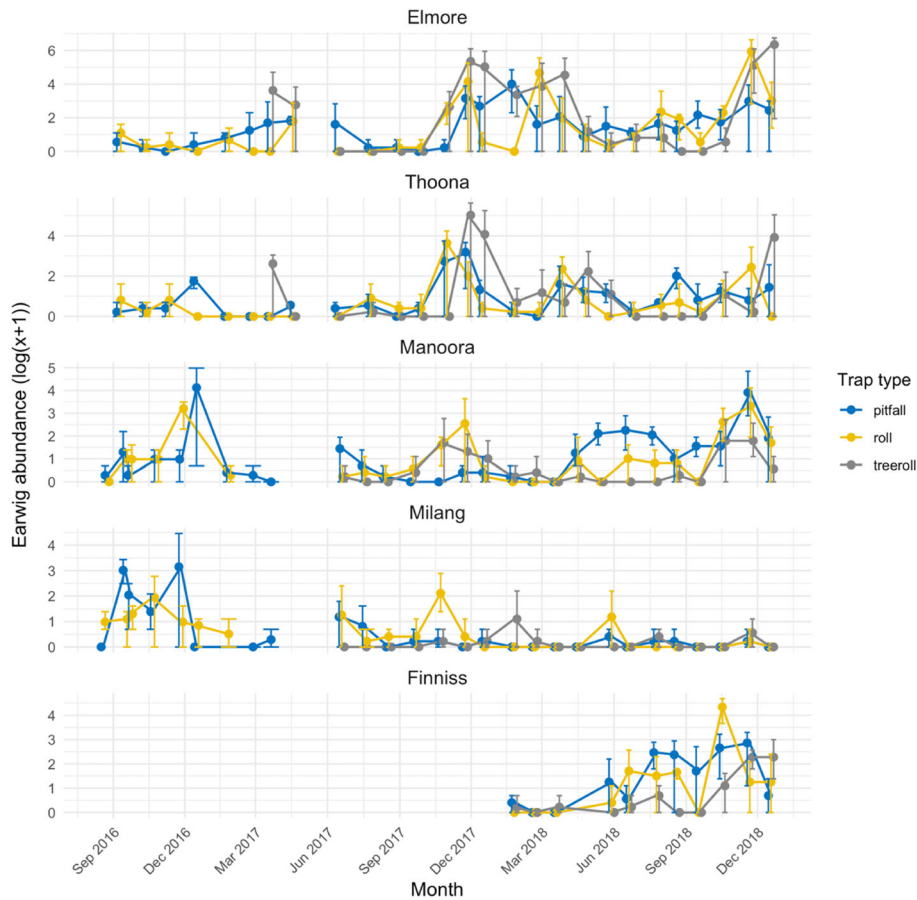 Elmore
6
4
2
0
Thoona
4
2
0
Manoora
5
4
3
2
1
0
Milang
4
3
2
1
0
Finniss
4
3
2
1
0
Sep 2016
Dec 2016
Mar 2017
Jun 2017
Sep 2017
Dec 2017
Mar 2018
Jun 2018
Sep 2018
Dec 2018
Month
Earwig abundance (log(x+1))
Trap type
pitfall
roll
treeroll